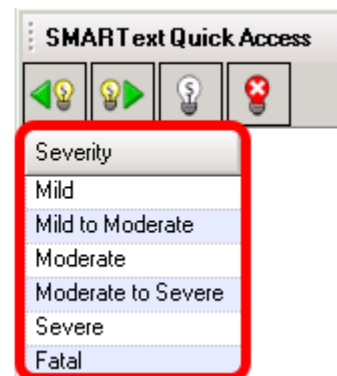 SMARText Quick Access
Severity
Mild
Mild to Moderate
Moderate
Moderate to Severe
Severe
Fatal